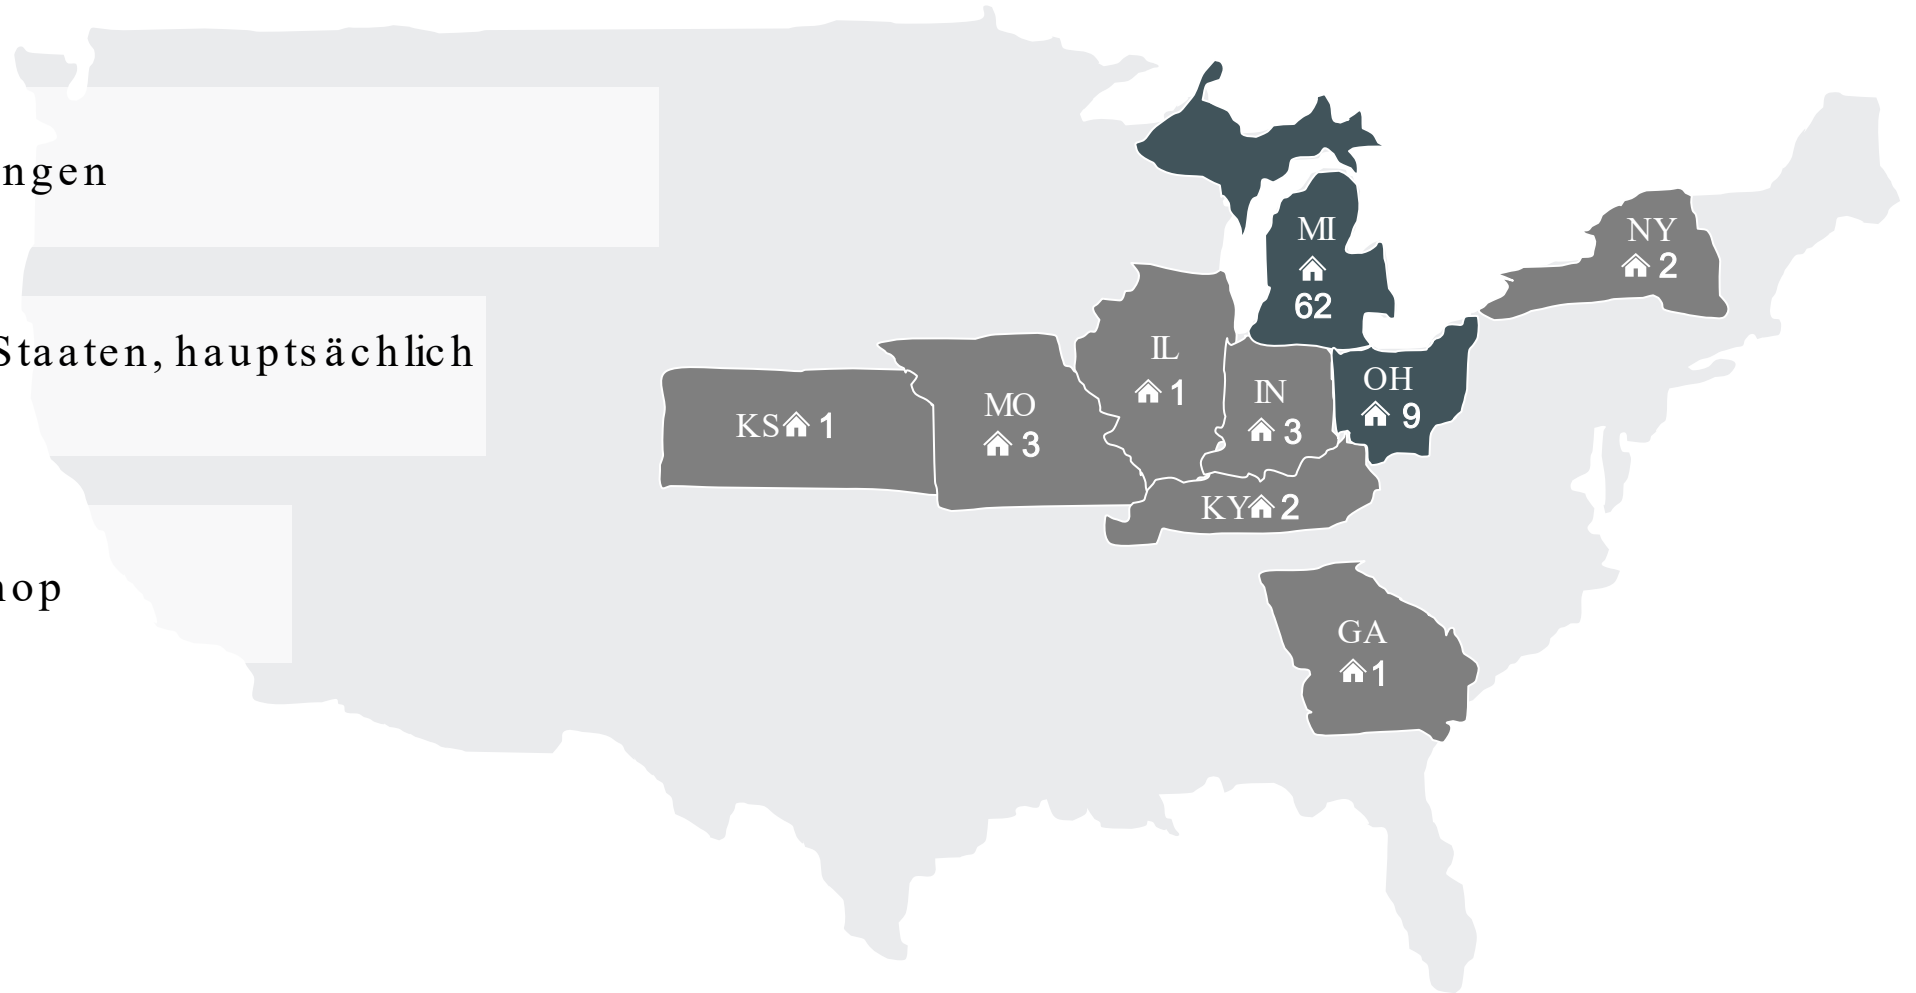 ngen
Staaten, hauptsächlich
hop
MI
62
NY
2
IL
1
IN
3
OH
9
MO
3
KS 1
KY 2
GA
1